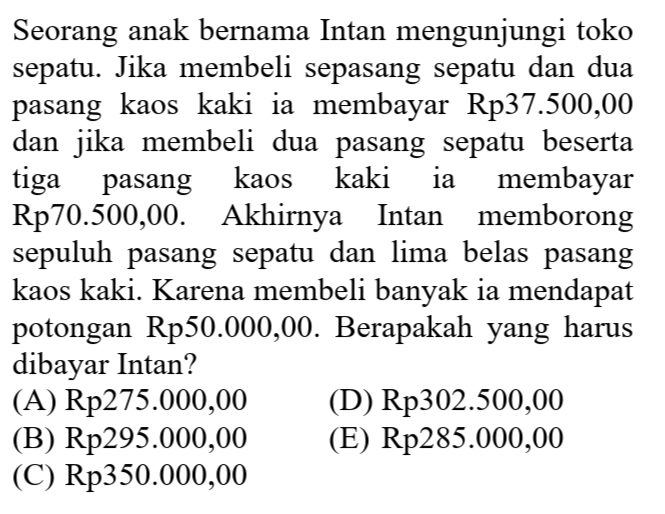 Seorang anak bernama Intan mengunjungi toko
sepatu. Jika membeli sepasang sepatu dan dua
pasang kaos kaki ia membayar Rp37.500,00
dan jika membeli dua pasang sepatu beserta
tiga pasang kaos kaki ia membayar
Rp70.500,00. Akhirnya Intan memborong
sepuluh pasang sepatu dan lima belas pasang
kaos kaki. Karena membeli banyak ia mendapat
potongan Rp50.000,00. Berapakah yang harus
dibayar Intan?
(A) Rp275.000,00 (D) Rp302.500,00
(B) Rp295.000,00 (E) Rp285.000,00
(C) Rp350.000,00